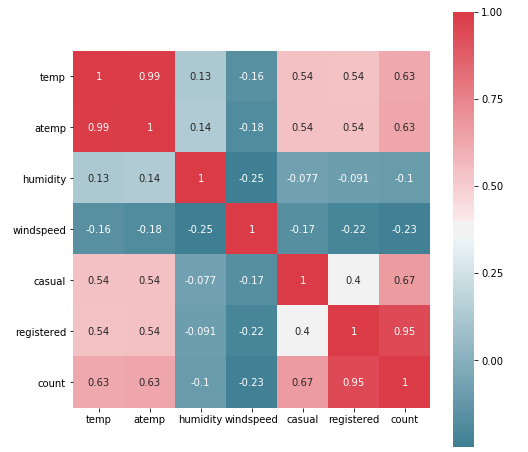 1.00
temp 1 0.99 0.13 -0.16 0.54 0.54 0.63
0.75
atemp 0.99 1 0.14 -0.18 0.54 0.54 0.63
humidity 0.13 0.14 1 -0.25 -0.077 -0.091 -0.1
0.50
windspeed -0.16 -0.18 -0.25 1 -0.17 -0.22 -0.23
0.25
casual 0.54 0.54 -0.077 -0.17 1 0.4 0.67
registered 0.54 0.54 -0.091 -0.22 0.4 1 0.95
0.00
count 0.63 0.63 -0.1 -0.23 0.67 0.95 1
temp atemp humidity windspeed casual registered count